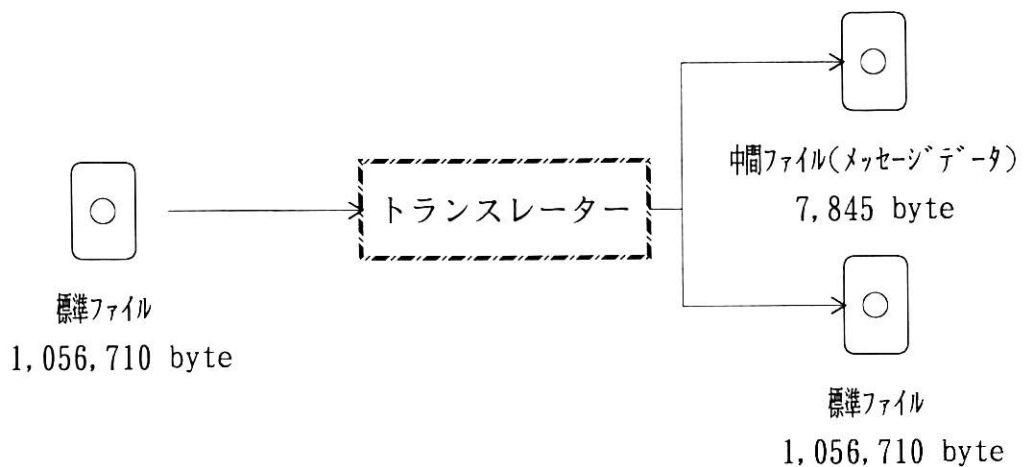 中間ファイル(メッセージデータ)
7,845 byte
トランスレーター
標準ファイル
1,056,710 byte
標準ファイル
1,056,710 byte